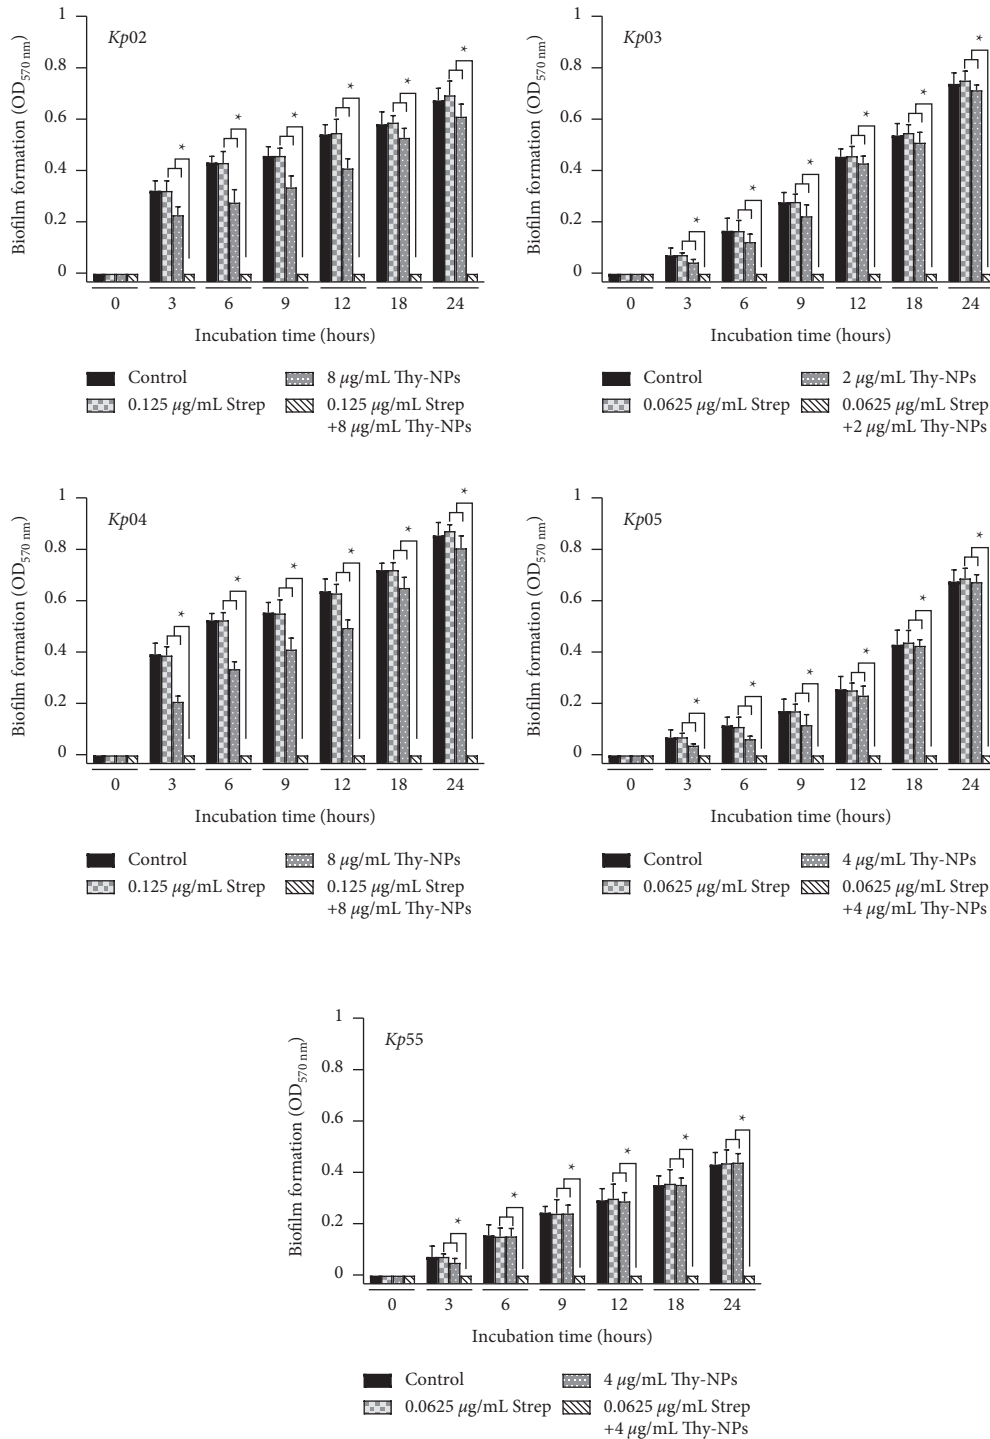 Biofilm formation (OD570 nm)
Kp02
1
0.8
0.6
0.4
0.2
0
* * * * * *
0 3 6 9 12 18 24
Incubation time (hours)
Control
8 µg/mL Thy-NPs
0.125 µg/mL Strep
0.125 µg/mL Strep
+8 µg/mL Thy-NPs
Biofilm formation (OD570 nm)
Kp03
1
0.8
0.6
0.4
0.2
0
* * * * * *
0 3 6 9 12 18 24
Incubation time (hours)
Control
2 µg/mL Thy-NPs
0.0625 µg/mL Strep
0.0625 µg/mL Strep
+2 µg/mL Thy-NPs
Biofilm formation (OD570 nm)
Kp04
1
0.8
0.6
0.4
0.2
0
* * * * * *
0 3 6 9 12 18 24
Incubation time (hours)
Control
8 µg/mL Thy-NPs
0.125 µg/mL Strep
0.125 µg/mL Strep
+8 µg/mL Thy-NPs
Biofilm formation (OD570 nm)
Kp05
1
0.8
0.6
0.4
0.2
0
* * * * * *
0 3 6 9 12 18 24
Incubation time (hours)
Control
4 µg/mL Thy-NPs
0.0625 µg/mL Strep
0.0625 µg/mL Strep
+4 µg/mL Thy-NPs
Biofilm formation (OD570 nm)
Kp55
1
0.8
0.6
0.4
0.2
0
* * * * * *
0 3 6 9 12 18 24
Incubation time (hours)
Control
4 µg/mL Thy-NPs
0.0625 µg/mL Strep
0.0625 µg/mL Strep
+4 µg/mL Thy-NPs